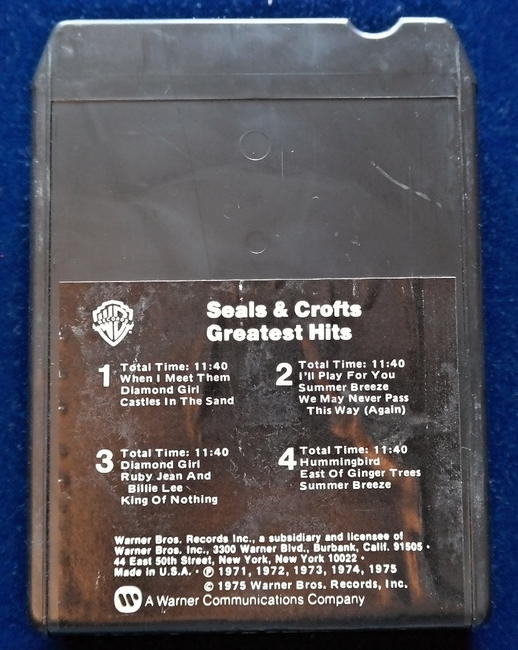 Seals & Crofts
Greatest Hits
1 Total Time: 11:40
When I Meet Them
Diamond Girl
Castles In The Sand
2 Total Time: 11:40
I'll Play For You
Summer Breeze
We May Never Pass
This Way (Again)
3 Total Time: 11:40
Diamond Girl
Ruby Jean And
Billie Lee
King Of Nothing
4 Total Time: 11:40
Hummingbird
East Of Ginger Trees
Summer Breeze
Warner Bros. Records Inc., a subsidiary and licensee of
Warner Bros. Inc., 3300 Warner Blvd., Burbank, Calif. 91505 •
44 East 50th Street, New York, New York 10022 •
Made in U.S.A. • ℗ 1971, 1972, 1973, 1974, 1975
© 1975 Warner Bros. Records, Inc.
A Warner Communications Company